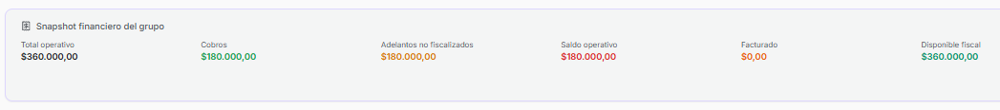 Snapshot financiero del grupo
Total operativo Cobros Adelantos no fiscalizados Saldo operativo Facturado Disponible fiscal
$360.000,00 $180.000,00 $180.000,00 $180.000,00 $0,00 $360.000,00